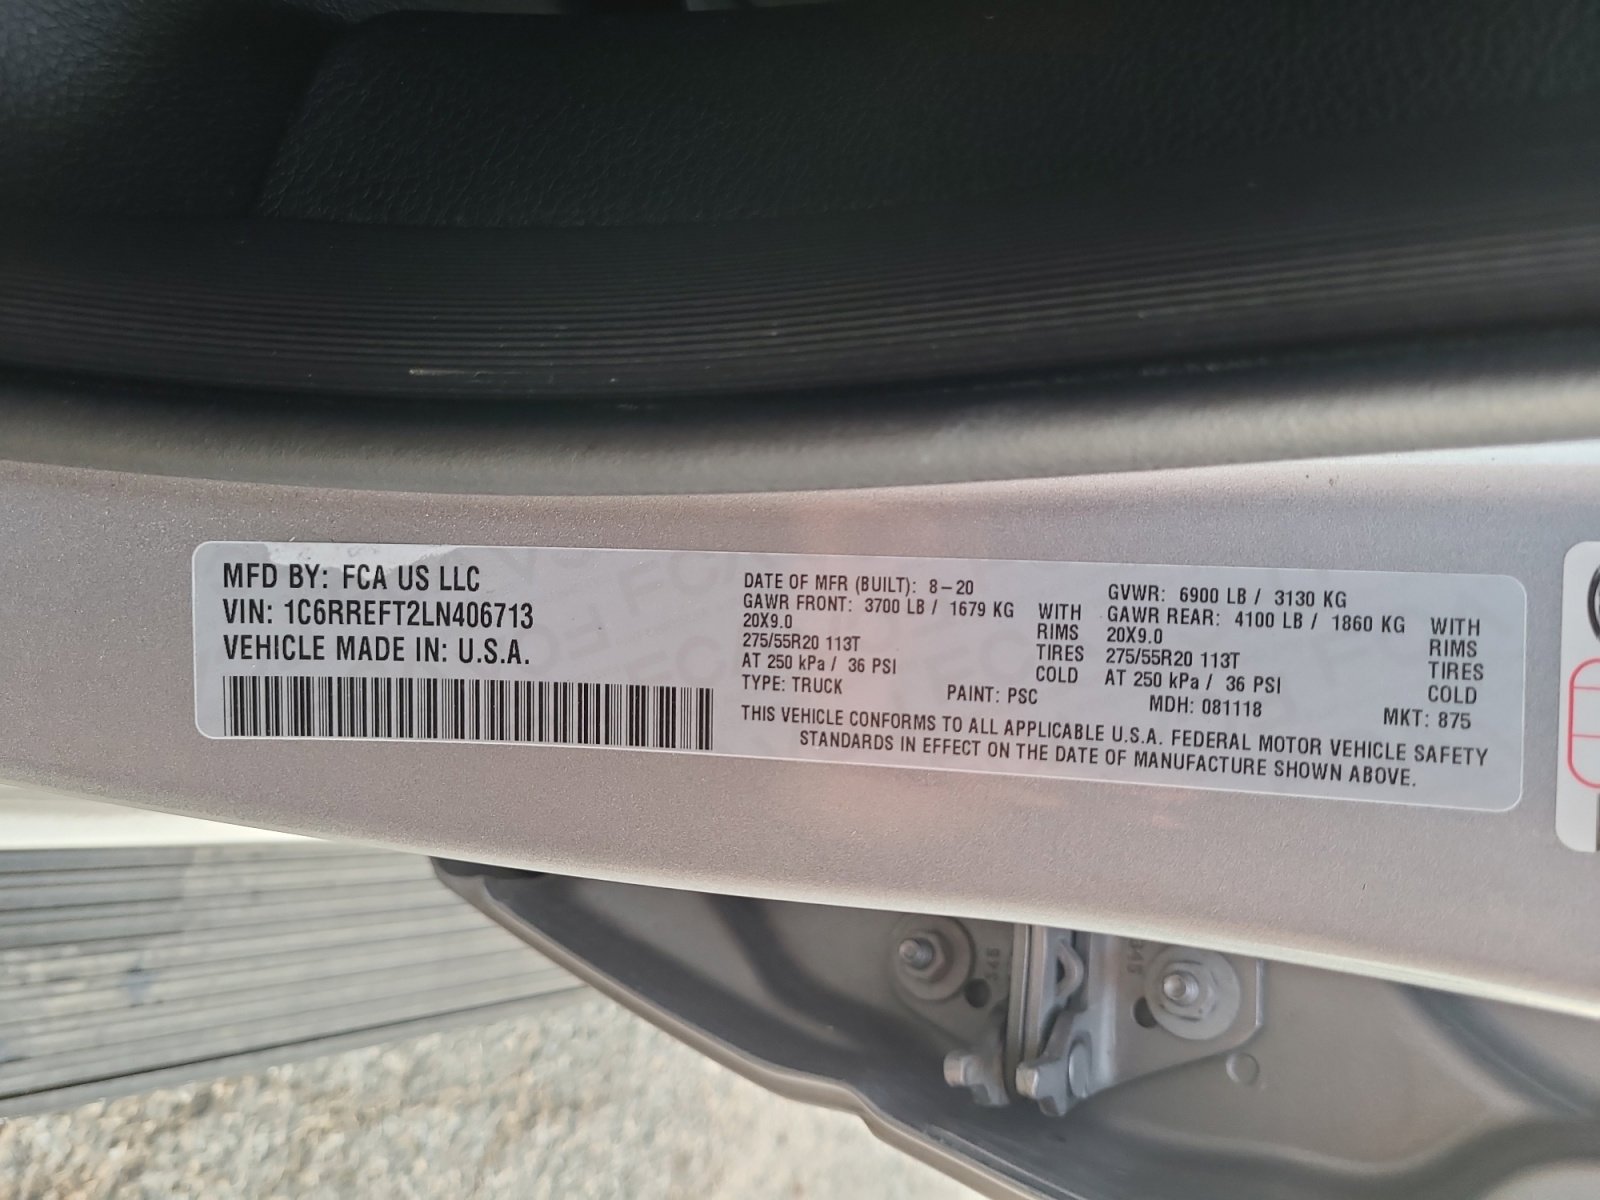 MFD BY: FCA US LLC
VIN: 1C6RREFT2LN406713
VEHICLE MADE IN: U.S.A.
DATE OF MFR (BUILT): 8-20
GAWR FRONT: 3700 LB / 1679 KG WITH
20X9.0 RIMS
275/55R20 113T TIRES
AT 250 kPa / 36 PSI COLD
GVWR: 6900 LB / 3130 KG
GAWR REAR: 4100 LB / 1860 KG WITH
20X9.0 RIMS
275/55R20 113T TIRES
AT 250 kPa / 36 PSI COLD
TYPE: TRUCK PAINT: PSC MDH: 081118 MKT: 875
THIS VEHICLE CONFORMS TO ALL APPLICABLE U.S.A. FEDERAL MOTOR VEHICLE SAFETY
STANDARDS IN EFFECT ON THE DATE OF MANUFACTURE SHOWN ABOVE.